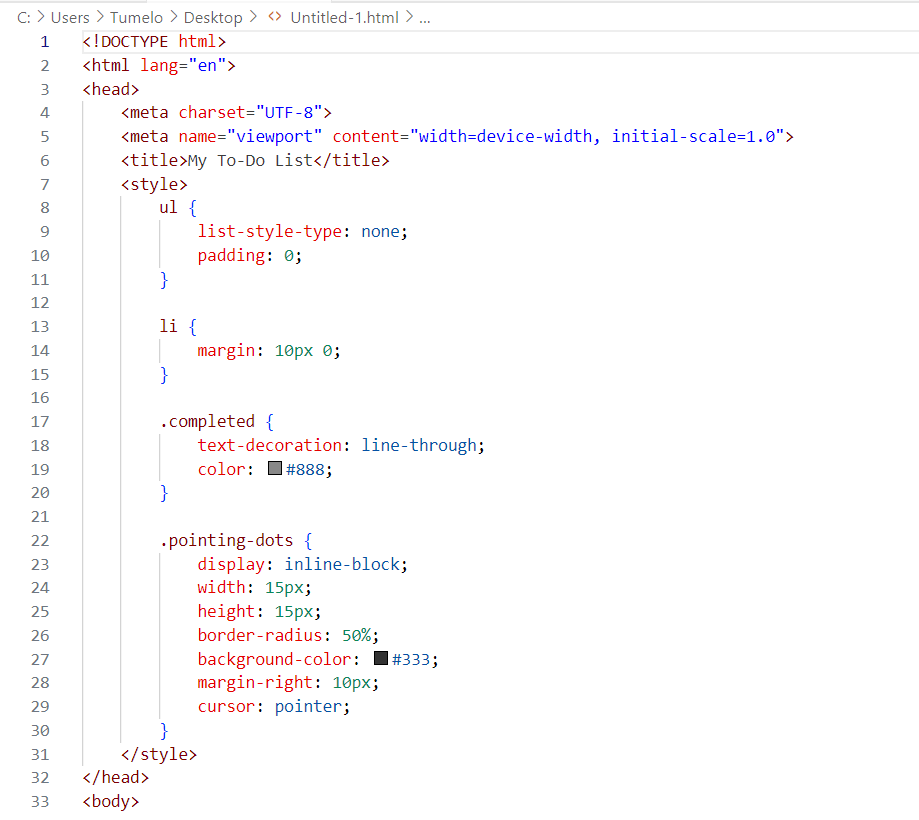 C: > Users > Tumelo > Desktop > <> Untitled-1.html > ...
1 <!DOCTYPE html>
2 <html lang="en">
3 <head>
4     <meta charset="UTF-8">
5     <meta name="viewport" content="width=device-width, initial-scale=1.0">
6     <title>My To-Do List</title>
7     <style>
8         ul {
9             list-style-type: none;
10             padding: 0;
11         }
12
13         li {
14             margin: 10px 0;
15         }
16
17         .completed {
18             text-decoration: line-through;
19             color: #888;
20         }
21
22         .pointing-dots {
23             display: inline-block;
24             width: 15px;
25             height: 15px;
26             border-radius: 50%;
27             background-color: #333;
28             margin-right: 10px;
29             cursor: pointer;
30         }
31     </style>
32 </head>
33 <body>